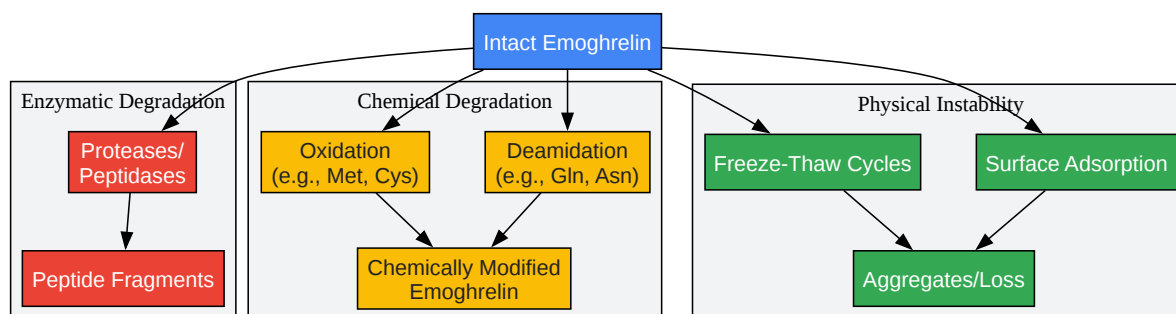 Intact Emoghrelin
Enzymatic Degradation
Chemical Degradation
Physical Instability
Proteases/
Peptidases
Oxidation
(e.g., Met, Cys)
Deamidation
(e.g., Gln, Asn)
Freeze-Thaw Cycles
Surface Adsorption
Peptide Fragments
Chemically Modified
Emoghrelin
Aggregates/Loss